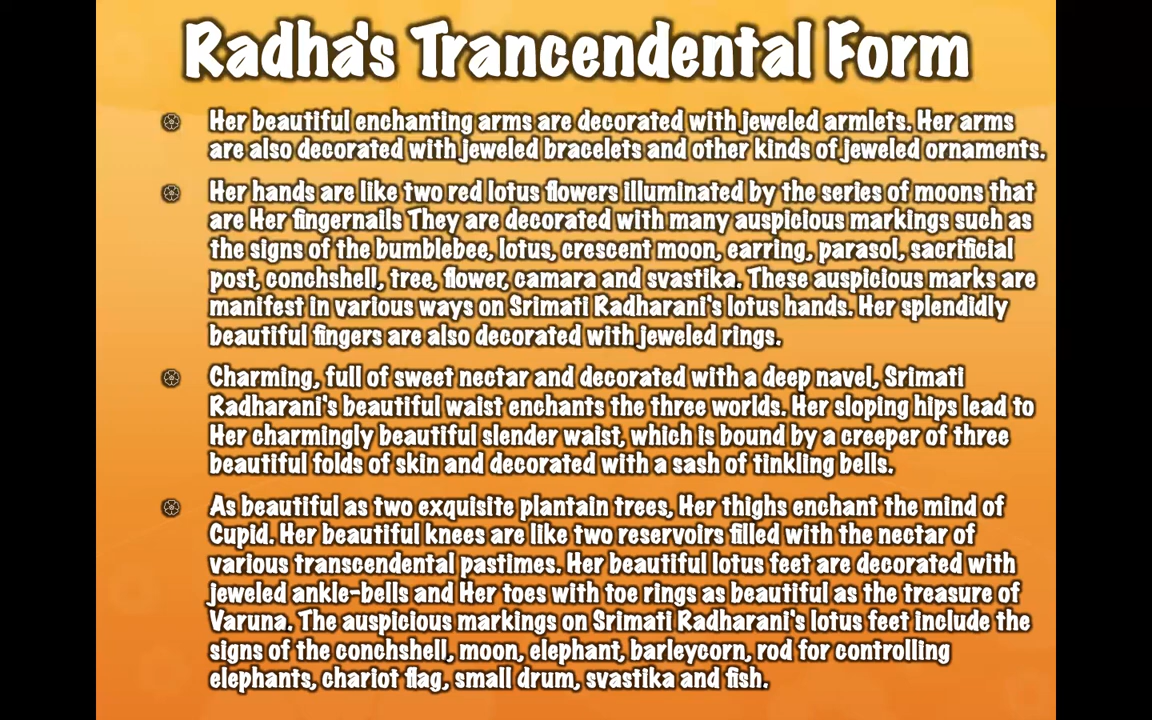 Radha's Trancendental Form
Her beautiful enchanting arms are decorated with jeweled armlets. Her arms
are also decorated with jeweled bracelets and other kinds of jeweled ornaments.
Her hands are like two red lotus flowers illuminated by the series of moons that
are Her fingernails They are decorated with many auspicious markings such as
the signs of the bumblebee, lotus, crescent moon, earring, parasol, sacrificial
post, conchshell, tree, flower, camara and svastika. These auspicious marks are
manifest in various ways on Srimati Radharani's lotus hands. Her splendidly
beautiful fingers are also decorated with jeweled rings.
Charming, full of sweet nectar and decorated with a deep navel, Srimati
Radharani's beautiful waist enchants the three worlds. Her sloping hips lead to
Her charmingly beautiful slender waist, which is bound by a creeper of three
beautiful folds of skin and decorated with a sash of tinkling bells.
As beautiful as two exquisite plantain trees, Her thighs enchant the mind of
Cupid. Her beautiful knees are like two reservoirs filled with the nectar of
various transcendental pastimes. Her beautiful lotus feet are decorated with
jeweled ankle-bells and Her toes with toe rings as beautiful as the treasure of
Varuna. The auspicious markings on Srimati Radharani's lotus feet include the
signs of the conchshell, moon, elephant, barleycorn, rod for controlling
elephants, chariot flag, small drum, svastika and fish.